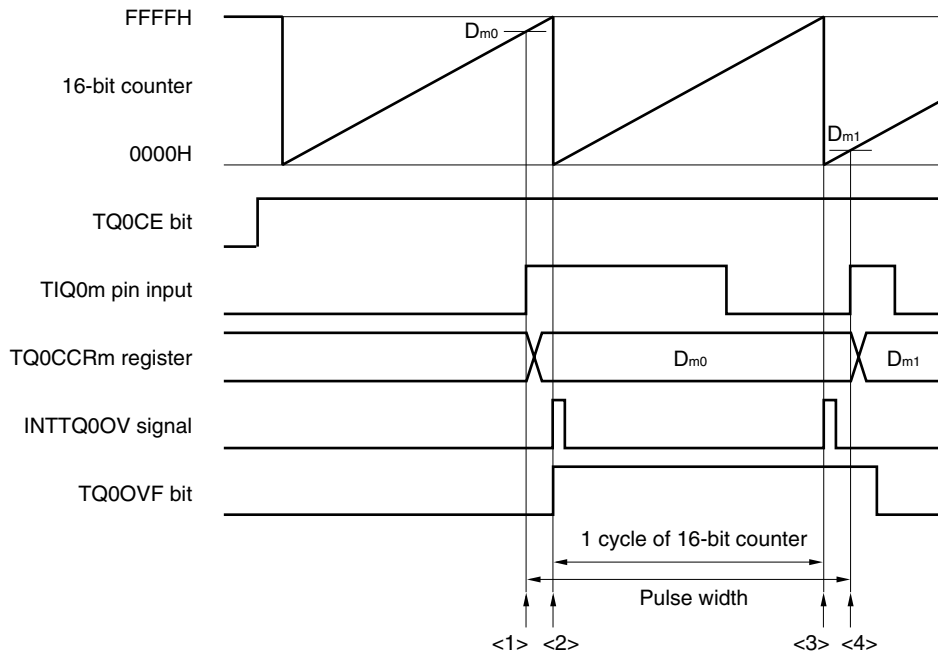 FFFFH
Dm0
16-bit counter
Dm1
0000H
TQ0CE bit
TIQ0m pin input
TQ0CCRm register
Dm0
Dm1
INTTQ0OV signal
TQ0OVF bit
1 cycle of 16-bit counter
Pulse width
<1> <2> <3> <4>